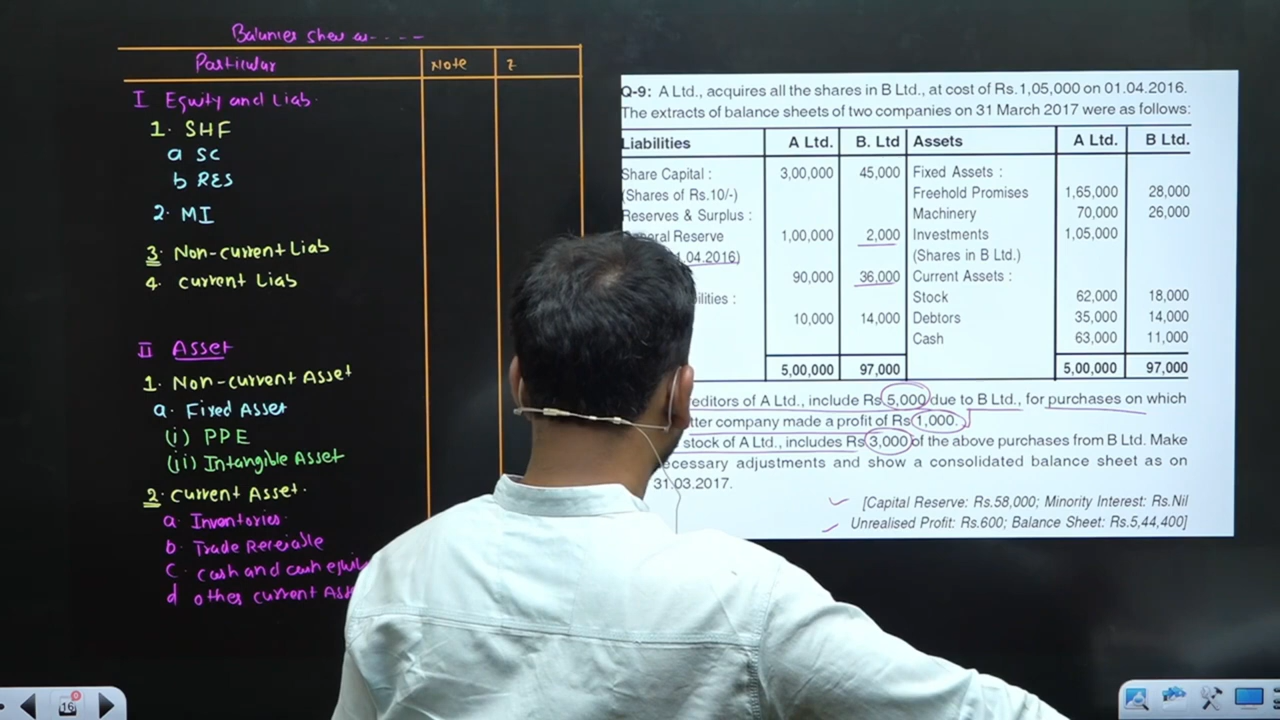 Balances sheet as - - - -
Particular Note ₹
I Equity and Liab.
1. SHF
a SC
b RES
2. MI
3. Non-current Liab
4. current Liab
II Asset
1. Non-current Asset
a. Fixed Asset
(i) PPE
(ii) Intangible Asset
2. current Asset.
a. Inventories.
b. Trade
c. cash and cash
d other current
16
Q-9: A Ltd., acquires all the shares in B Ltd., at cost of Rs.1,05,000 on 01.04.2016.
The extracts of balance sheets of two companies on 31 March 2017 were as follows:
Liabilities A Ltd. B. Ltd Assets A Ltd. B Ltd.
Share Capital : 3,00,000 45,000 Fixed Assets :
(Shares of Rs.10/-) Freehold Promises 1,65,000 28,000
Reserves & Surplus : Machinery 70,000 26,000
Reserve 1,00,000 2,000 Investments 1,05,000
.04.2016) (Shares in B Ltd.)
90,000 36,000 Current Assets :
ilities : Stock 62,000 18,000
10,000 14,000 Debtors 35,000 14,000
Cash 63,000 11,000
5,00,000 97,000 5,00,000 97,000
editors of A Ltd., include Rs 5,000 due to B Ltd., for purchases on which
tter company made a profit of Rs 1,000.
stock of A Ltd., includes Rs 3,000 of the above purchases from B Ltd. Make
ecessary adjustments and show a consolidated balance sheet as on
31.03.2017.
[Capital Reserve: Rs.58,000; Minority Interest: Rs.Nil
Unrealised Profit: Rs.600; Balance Sheet: Rs.5,44,400]